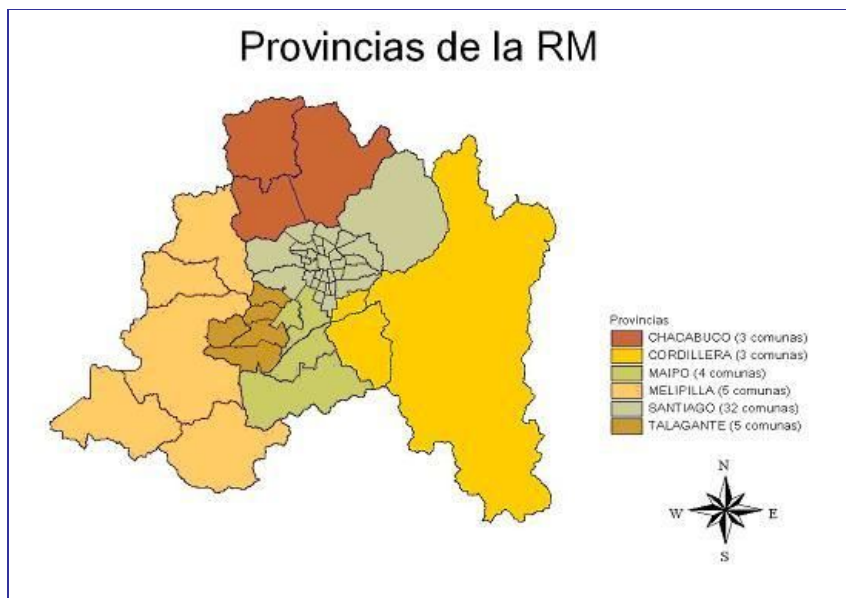 Provincias de la RM
Provincias
CHACABUCO (3 comunas)
CORDILLERA (3 comunas)
MAIPO (4 comunas)
MELIPILLA (5 comunas)
SANTIAGO (32 comunas)
TALAGANTE (5 comunas)
N
W
E
S